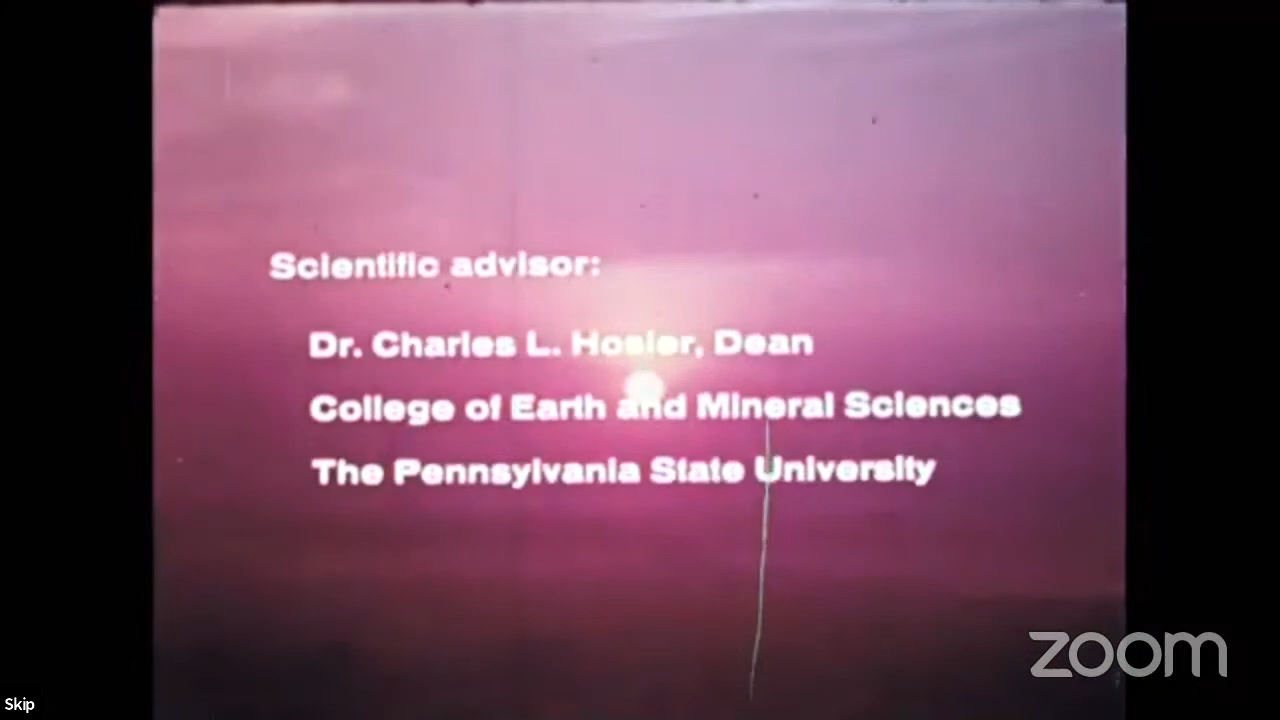 Scientific advisor:
Dr. Charles L. Hosler, Dean
College of Earth and Mineral Sciences
The Pennsylvania State University
zoom
Skip